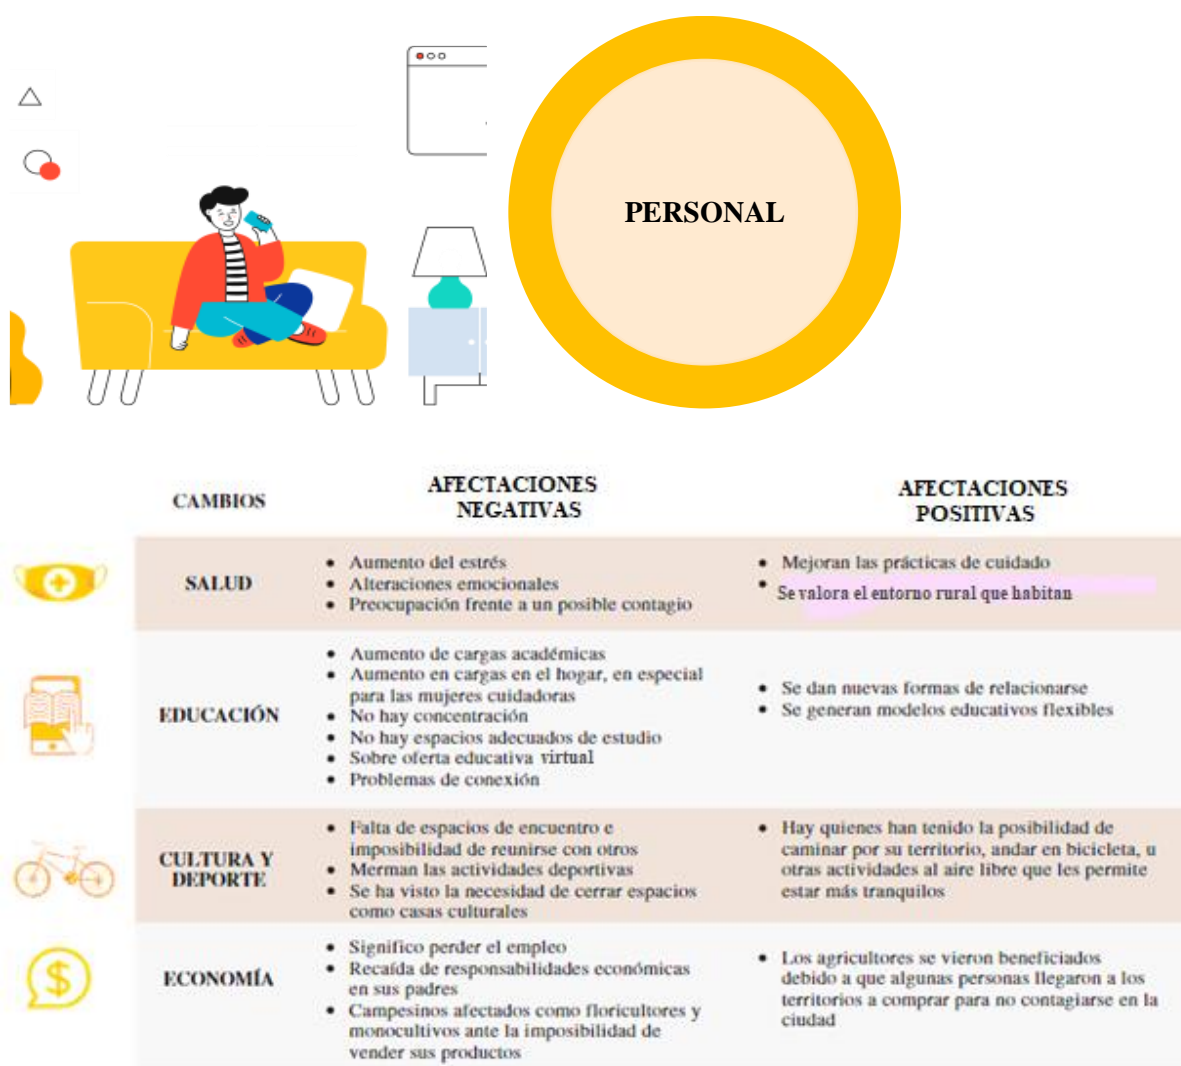 PERSONAL
CAMBIOS
AFECTACIONES
NEGATIVAS
AFECTACIONES
POSITIVAS
SALUD
• Aumento del estrés
• Alteraciones emocionales
• Preocupación frente a un posible contagio
• Mejoran las prácticas de cuidado
• Se valora el entorno rural que habitan
EDUCACIÓN
• Aumento de cargas académicas
• Aumento en cargas en el hogar, en especial
para las mujeres cuidadoras
• No hay concentración
• No hay espacios adecuados de estudio
• Sobre oferta educativa virtual
• Problemas de conexión
• Se dan nuevas formas de relacionarse
• Se generan modelos educativos flexibles
CULTURA Y
DEPORTE
• Falta de espacios de encuentro e
imposibilidad de reunirse con otros
• Merman las actividades deportivas
• Se ha visto la necesidad de cerrar espacios
como casas culturales
• Hay quienes han tenido la posibilidad de
caminar por su territorio, andar en bicicleta, u
otras actividades al aire libre que les permite
estar más tranquilos
ECONOMÍA
• Significo perder el empleo
• Recaída de responsabilidades económicas
en sus padres
• Campesinos afectados como floricultores y
monocultivos ante la imposibilidad de
vender sus productos
• Los agricultores se vieron beneficiados
debido a que algunas personas llegaron a los
territorios a comprar para no contagiarse en la
ciudad